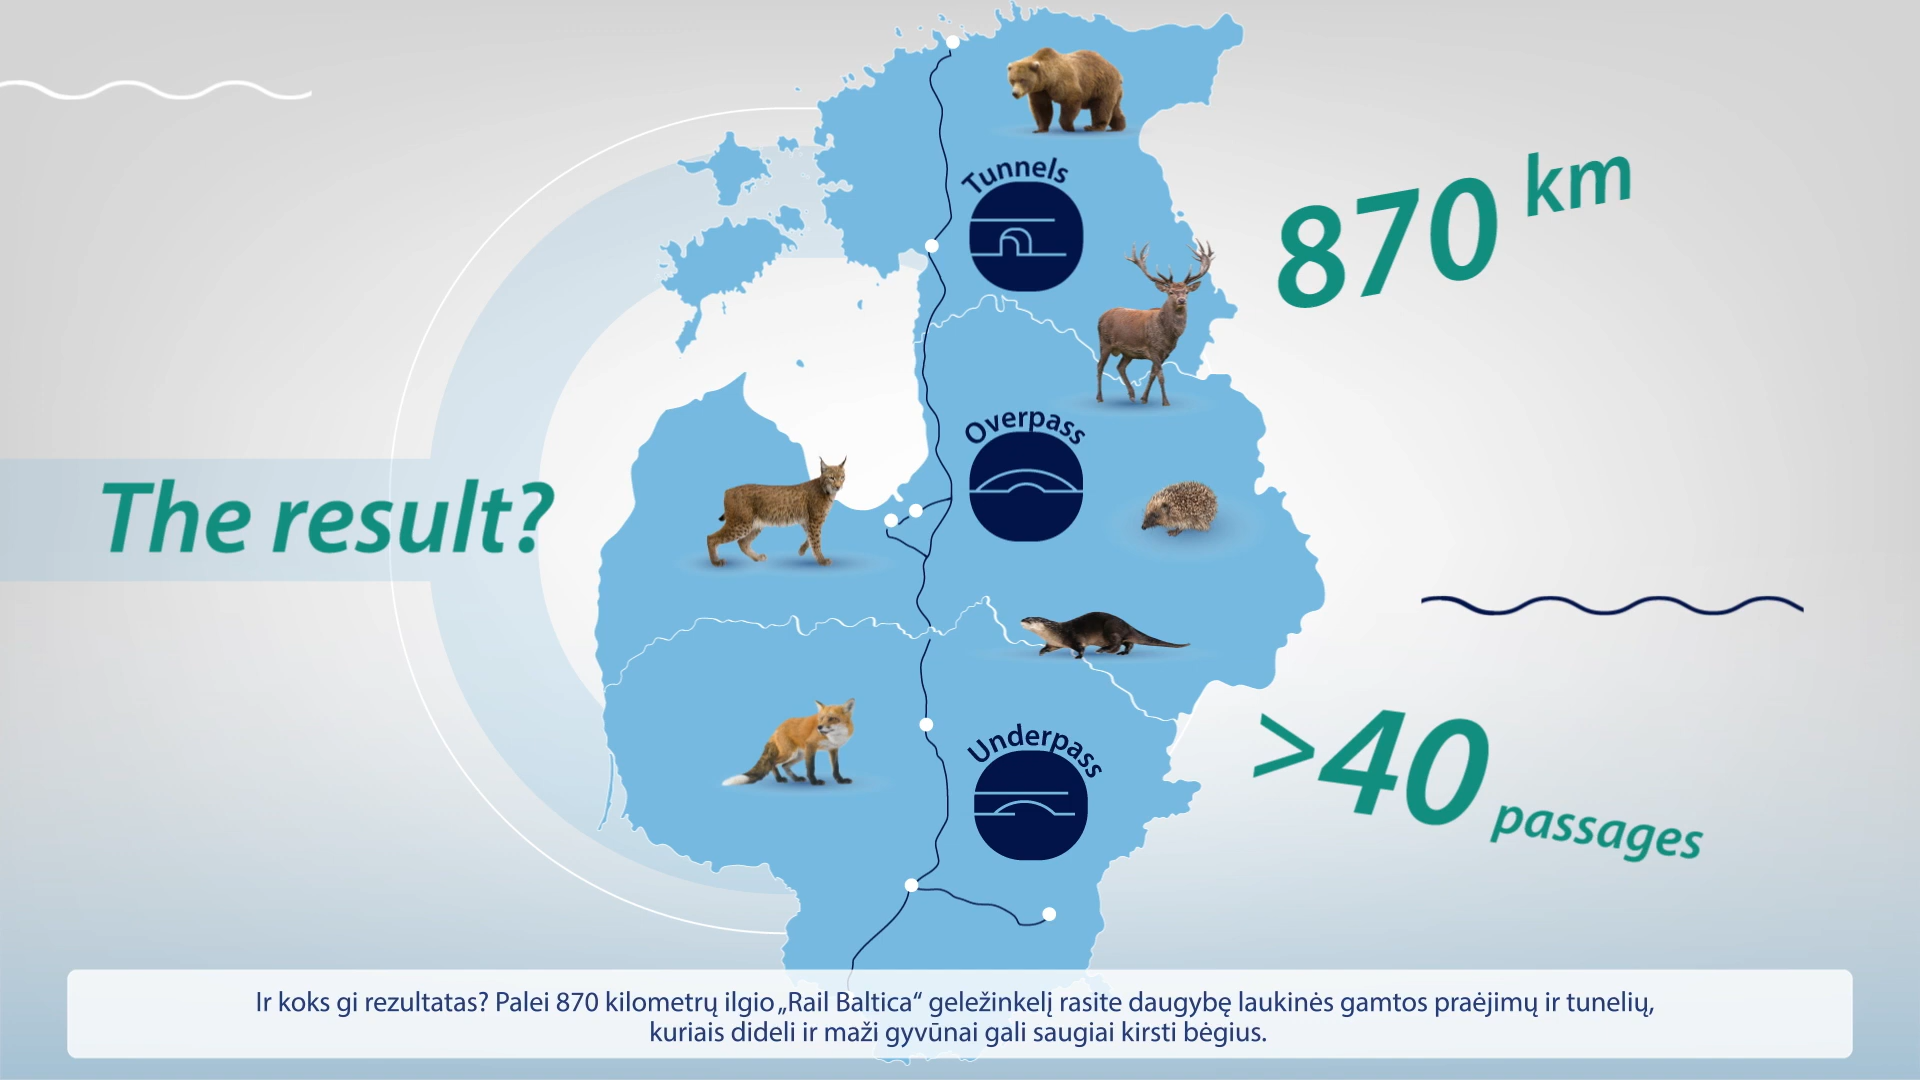 Tunnels
870 km
Overpass
The result?
Underpass
>40 passages
Ir koks gi rezultatas? Palei 870 kilometrų ilgio „Rail Baltica“ geležinkelį rasite daugybę laukinės gamtos praėjimų ir tunelių,
kuriais dideli ir maži gyvūnai gali saugiai kirsti bėgius.